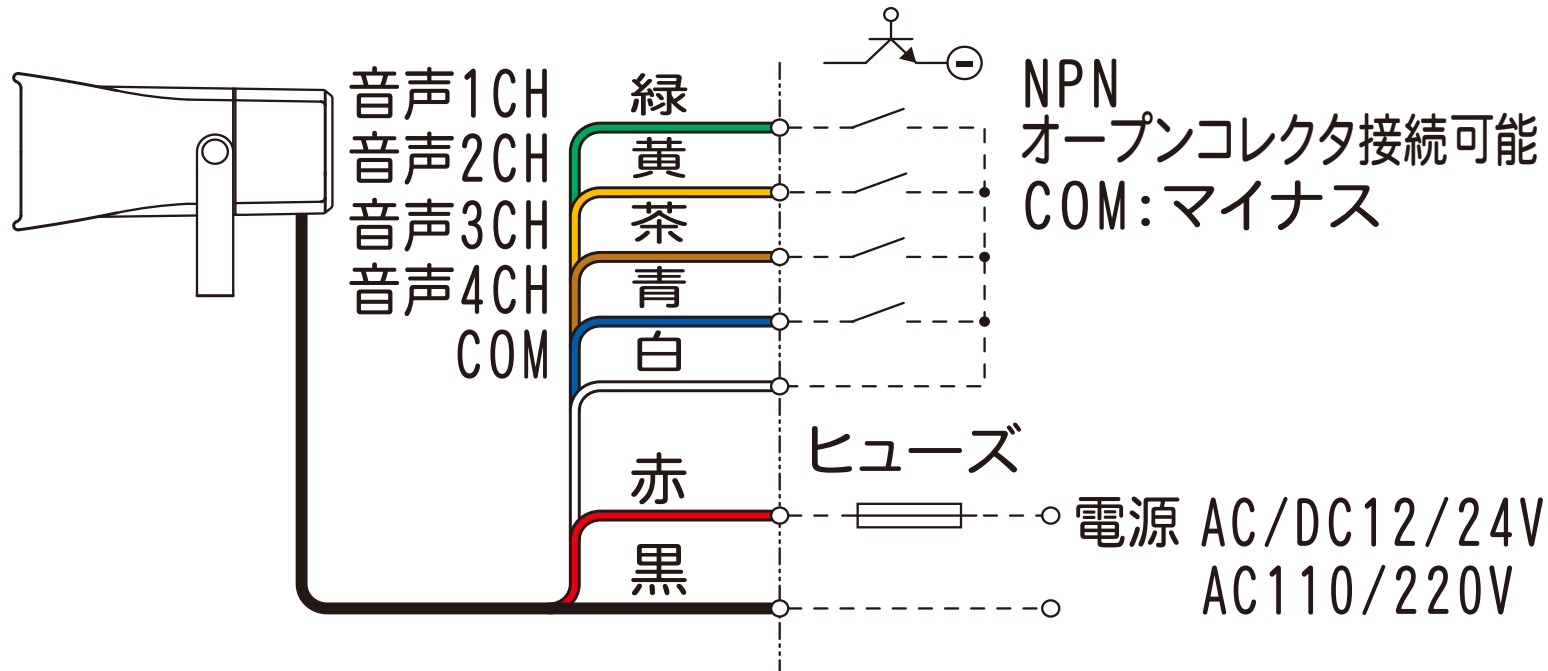 音声1CH
音声2CH
音声3CH
音声4CH
COM
緑
黄
茶
青
白
赤
黒
NPN
オープンコレクタ接続可能
COM:マイナス
ヒューズ
電源 AC/DC12/24V
AC110/220V